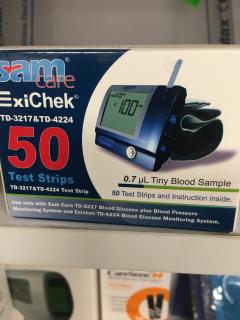 sam
care
ExiChek®
TD-3217&TD-4224
50
Test Strips
TD-3217&TD-4224 Test Strip
100
0.7 µL Tiny Blood Sample
50 Test Strips and Instruction inside.
Use only with Sam Care TD-3217 Blood Glucose plus Blood Pressure
Monitoring System and Exichek TD-4224 Blood Glucose Monitoring System.
CareSens N